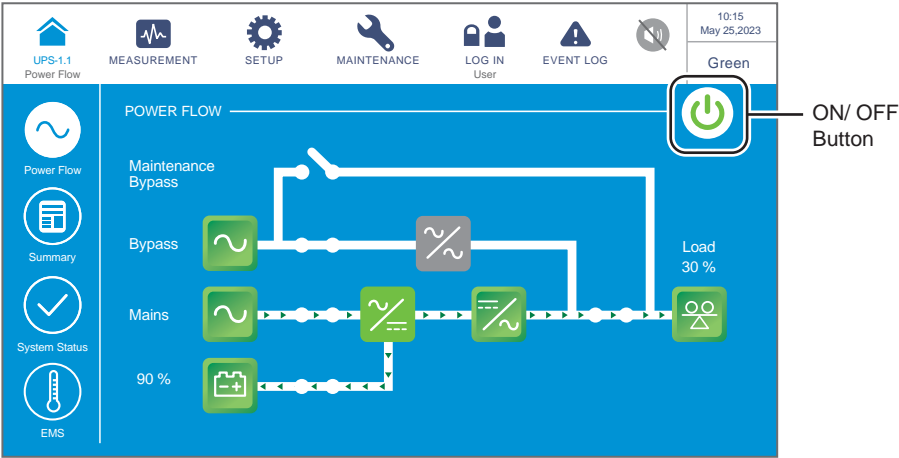 UPS-1.1
Power Flow
MEASUREMENT
SETUP
MAINTENANCE
LOG IN
User
EVENT LOG
10:15
May 25,2023
Green
POWER FLOW
ON/ OFF
Button
Power Flow
Summary
System Status
EMS
Maintenance
Bypass
Bypass
Mains
90 %
Load
30 %